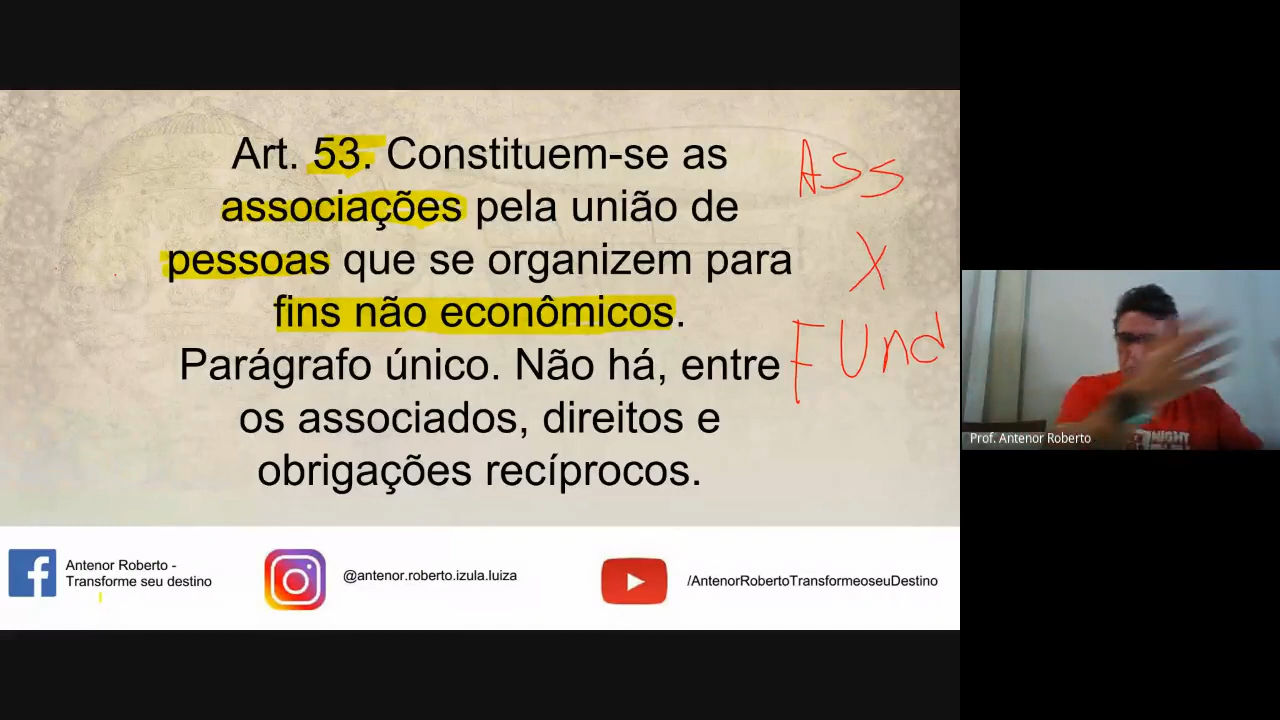 Art. 53. Constituem-se as
associações pela união de
pessoas que se organizem para
fins não econômicos.
Parágrafo único. Não há, entre
os associados, direitos e
obrigações recíprocos.
Ass
X
FUnd
Prof. Antenor Roberto
NIGHT
Antenor Roberto -
Transforme seu destino
@antenor.roberto.izula.luiza
/AntenorRobertoTransformeoseuDestino